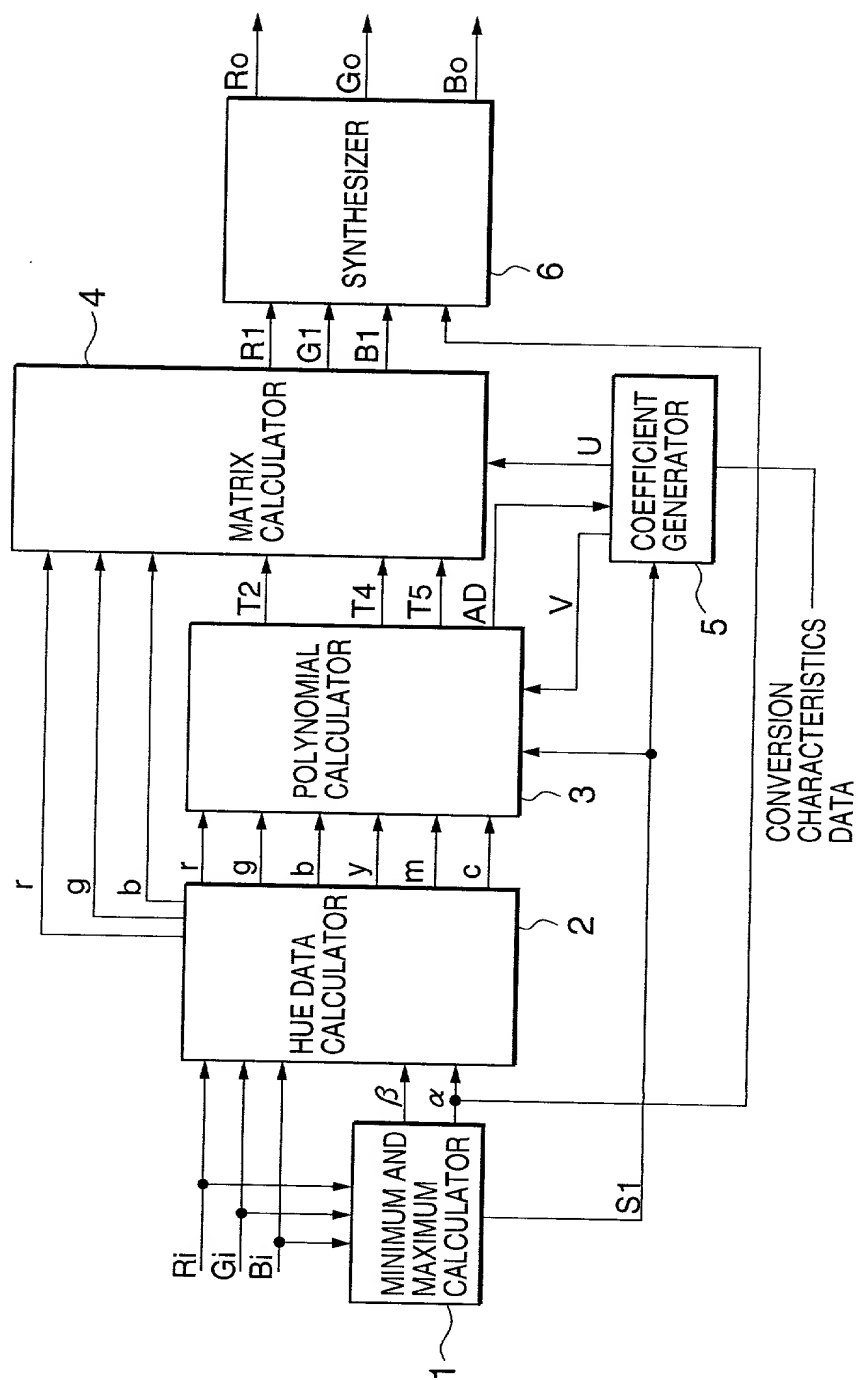 Ri
Gi
Bi
MINIMUM AND
MAXIMUM
CALCULATOR
1
β
α
S1
HUE DATA
CALCULATOR
2
r
g
b
r
g
b
y
m
c
POLYNOMIAL
CALCULATOR
3
T2
T4
T5
AD
V
MATRIX
CALCULATOR
4
U
COEFFICIENT
GENERATOR
5
CONVERSION
CHARACTERISTICS
DATA
R1
G1
B1
SYNTHESIZER
6
Ro
Go
Bo